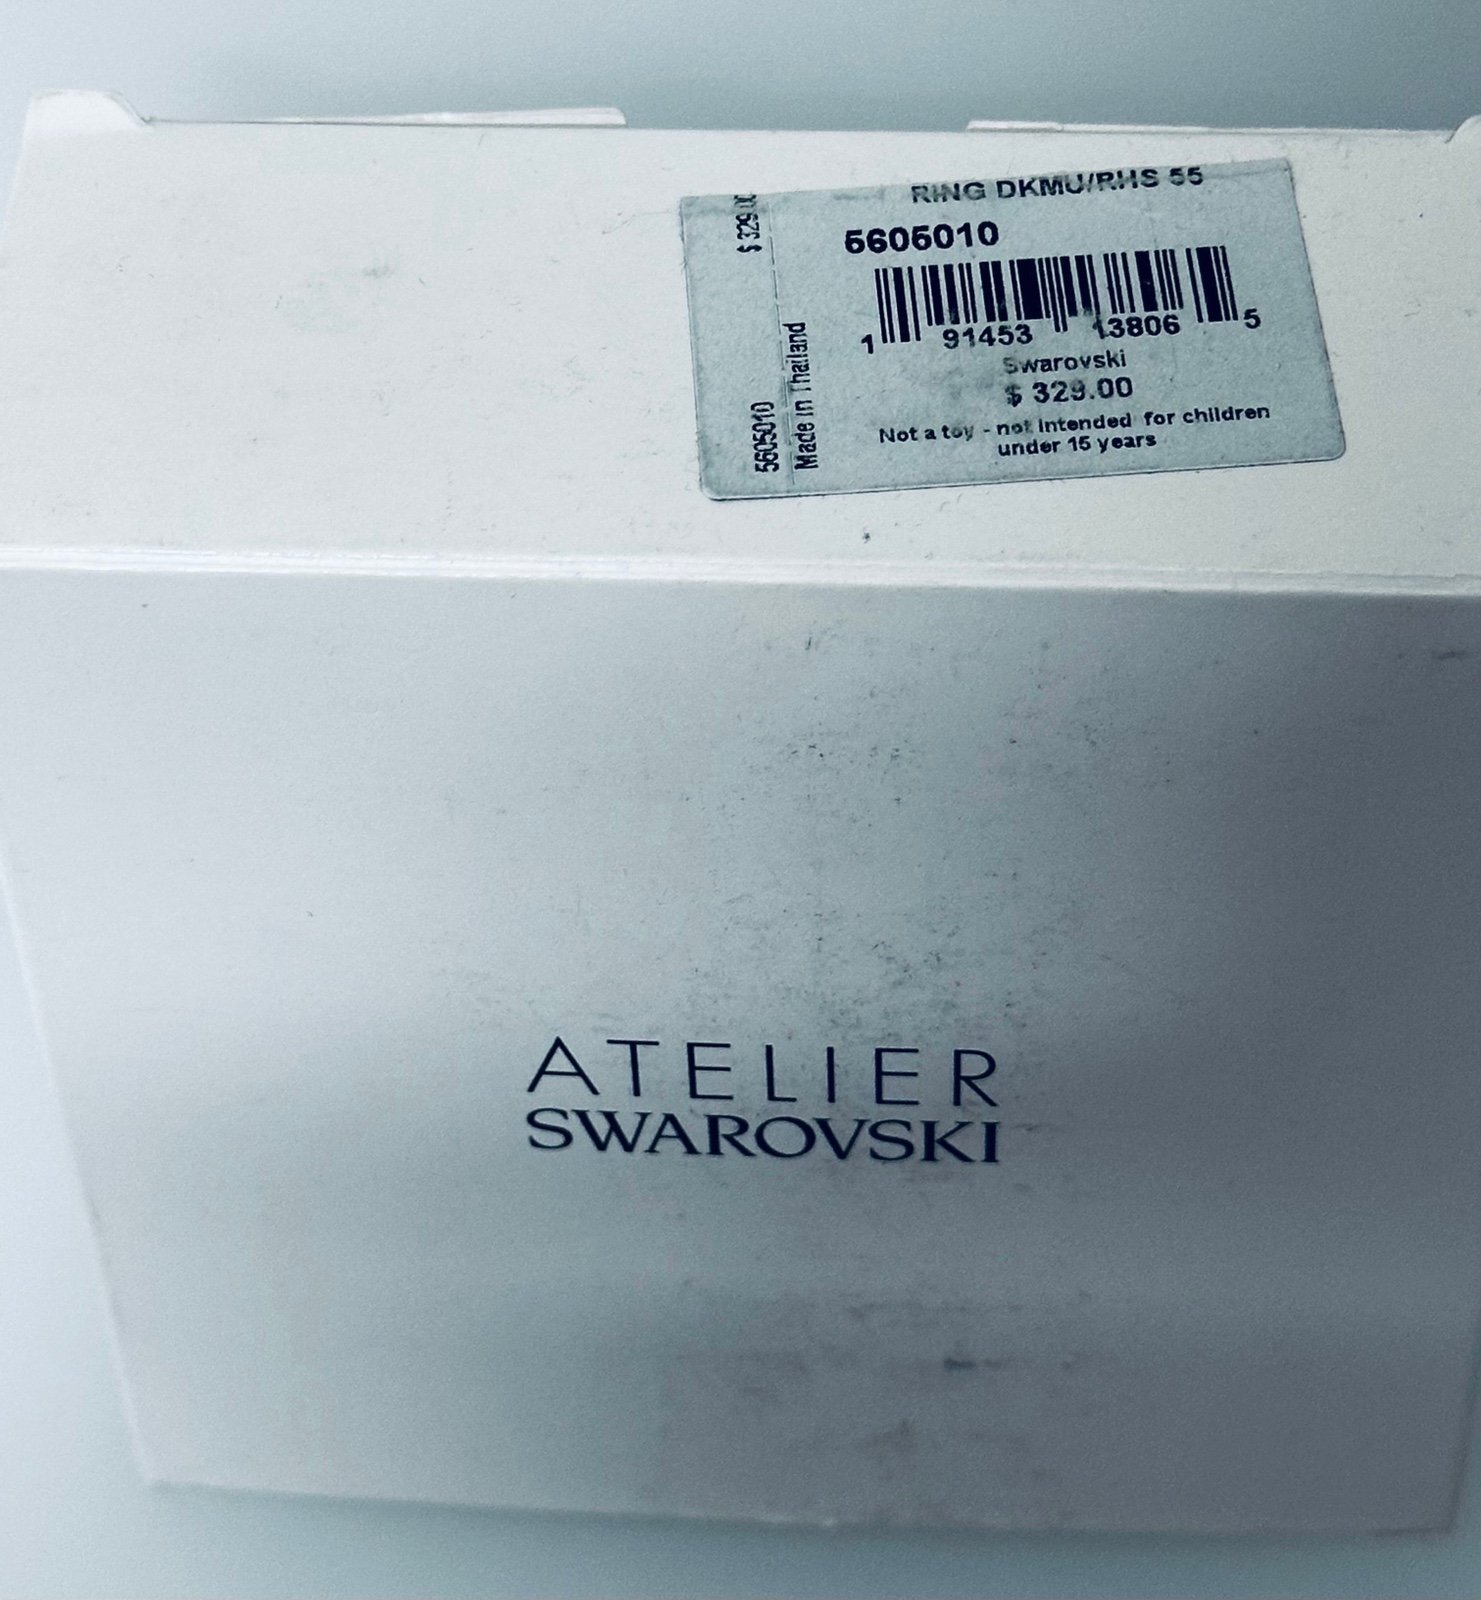 RING DKMU/RHS 55
5605010
1 91453 13806 5
Swarovski
$ 329.00
Not a toy - not intended for children
under 15 years
$ 329.00
5605010
Made in Thailand
ATELIER
SWAROVSKI